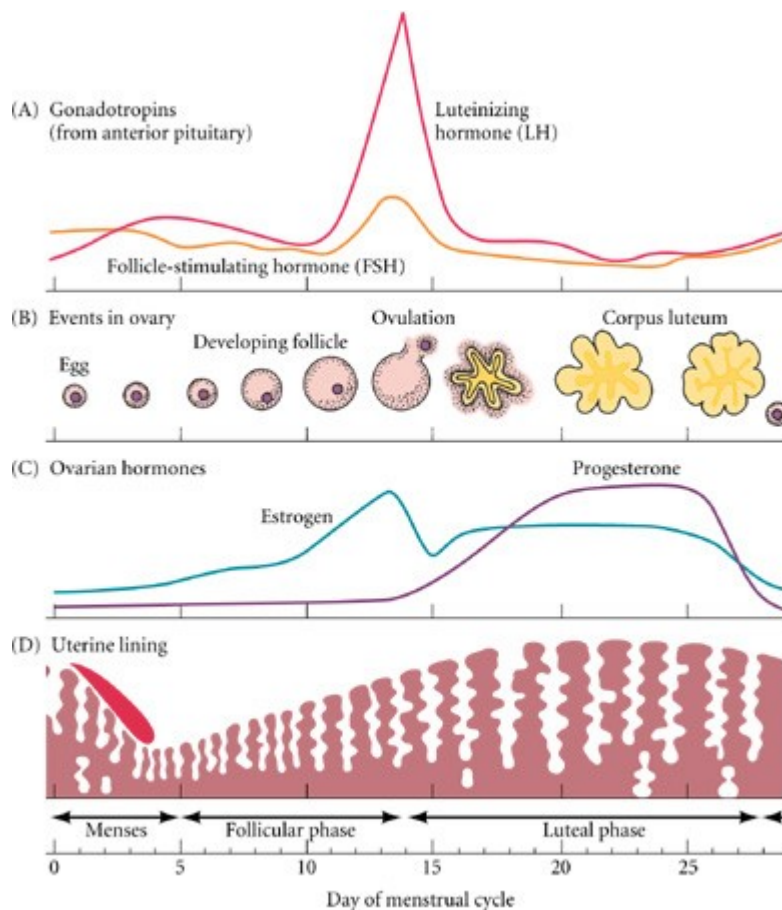 (A) Gonadotropins
(from anterior pituitary)
Luteinizing
hormone (LH)
Follicle-stimulating hormone (FSH)
(B) Events in ovary
Ovulation
Corpus luteum
Developing follicle
Egg
(C) Ovarian hormones
Progesterone
Estrogen
(D) Uterine lining
Menses
Follicular phase
Luteal phase
0 5 10 15 20 25
Day of menstrual cycle